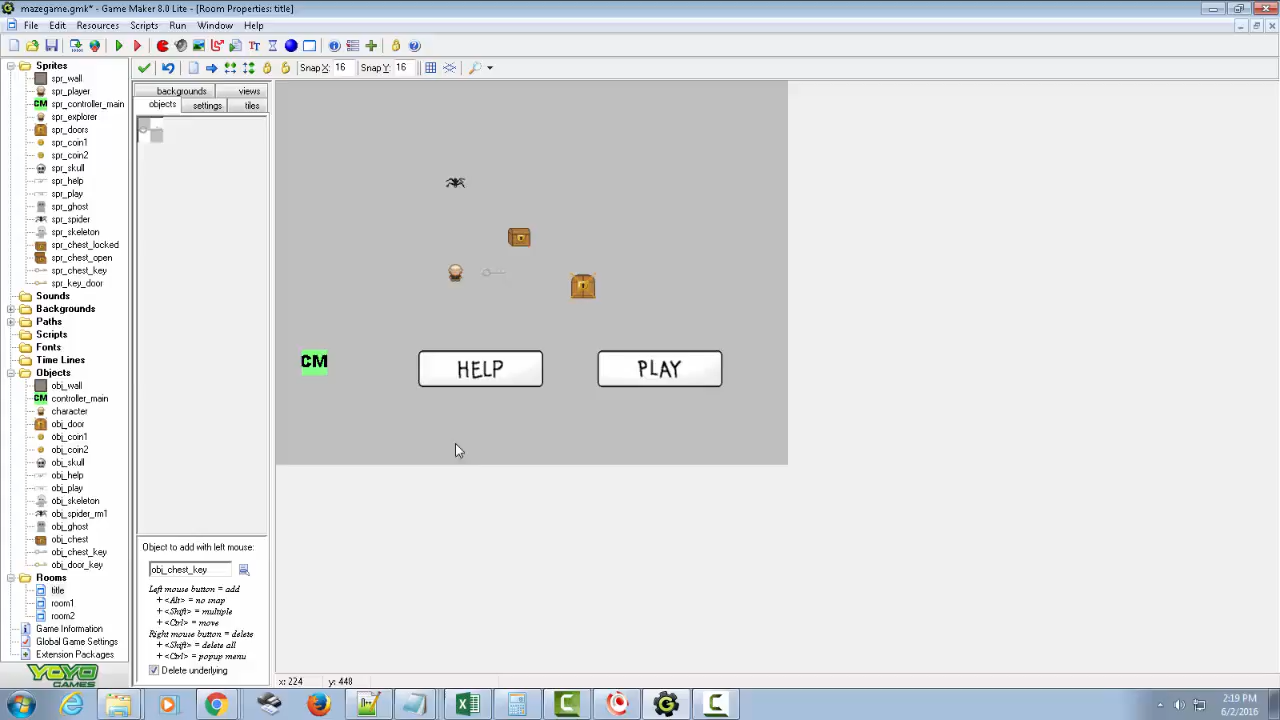 mazegame.gmk* - Game Maker 8.0 Lite - [Room Properties: title]
File Edit Resources Scripts Run Window Help
Snap X: 16 Snap Y: 16
Sprites
spr_wall
spr_player
CM spr_controller_main
spr_explorer
spr_doors
spr_coin1
spr_coin2
spr_skull
spr_help
spr_play
spr_ghost
spr_spider
spr_skeleton
spr_chest_locked
spr_chest_open
spr_chest_key
spr_key_door
Sounds
Backgrounds
Paths
Scripts
Fonts
Time Lines
Objects
obj_wall
CM controller_main
character
obj_door
obj_coin1
obj_coin2
obj_skull
obj_help
obj_play
obj_skeleton
obj_spider_rm1
obj_ghost
obj_chest
obj_chest_key
obj_door_key
Rooms
title
room1
room2
Game Information
Global Game Settings
Extension Packages
YOYO
GAMES
backgrounds views
objects settings tiles
Object to add with left mouse:
obj_chest_key
Left mouse button = add
+ <Alt> = no snap
+ <Shift> = multiple
+ <Ctrl> = move
Right mouse button = delete
+ <Shift> = delete all
+ <Ctrl> = popup menu
Delete underlying
CM
HELP
PLAY
x: 224 y: 448
2:19 PM
6/2/2016